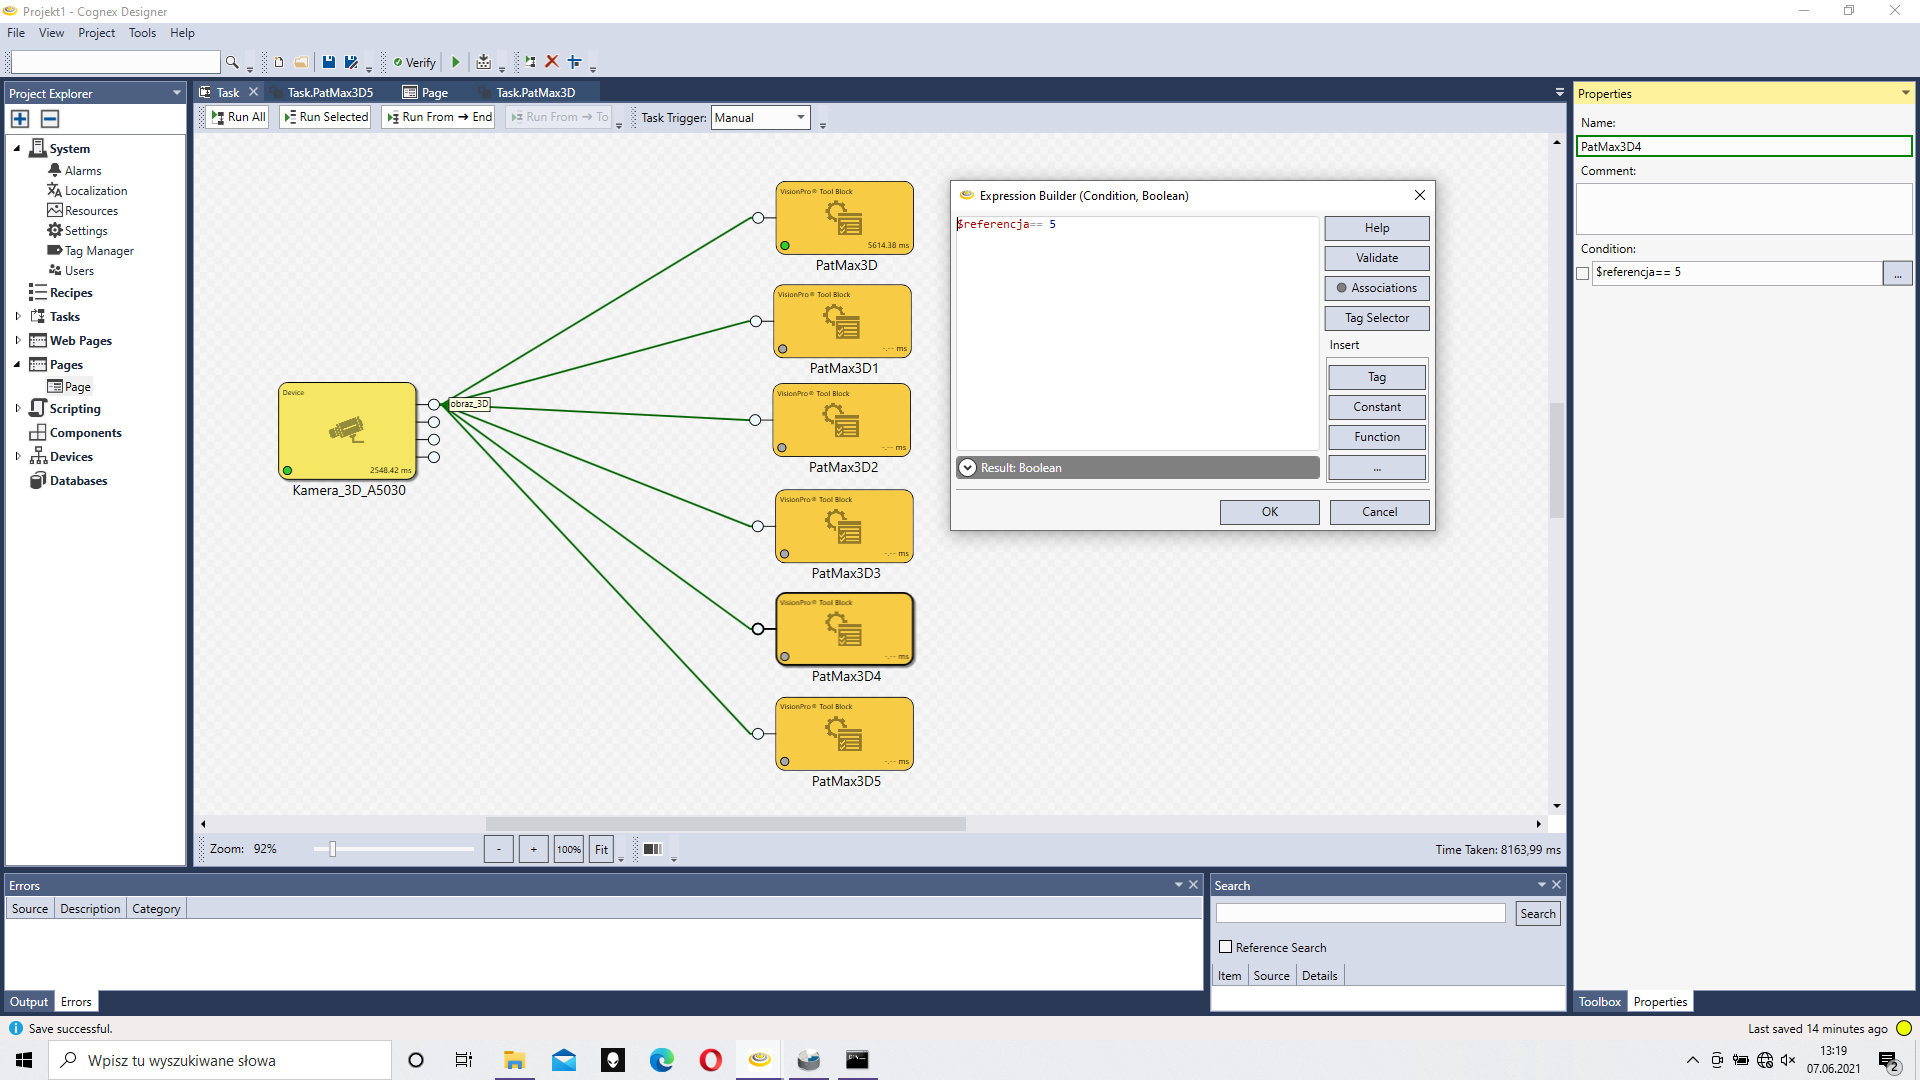 Projekt1 - Cognex Designer
File View Project Tools Help
Verify
Project Explorer
System
Alarms
Localization
Resources
Settings
Tag Manager
Users
Recipes
Tasks
Web Pages
Pages
Page
Scripting
Components
Devices
Databases
Task Task.PatMax3D5 Page Task.PatMax3D
Run All Run Selected Run From → End Run From → To Task Trigger: Manual
Device
2548.42 ms
Kamera_3D_A5030
obraz_3D
VisionPro® Tool Block
5614.38 ms
PatMax3D
VisionPro® Tool Block
-.-- ms
PatMax3D1
VisionPro® Tool Block
-.-- ms
PatMax3D2
VisionPro® Tool Block
-.-- ms
PatMax3D3
VisionPro® Tool Block
-.-- ms
PatMax3D4
VisionPro® Tool Block
-.-- ms
PatMax3D5
Expression Builder (Condition, Boolean)
$referencja== 5
Help
Validate
Associations
Tag Selector
Insert
Tag
Constant
Function
...
Result: Boolean
OK Cancel
Zoom: 92% - + 100% Fit
Time Taken: 8163,99 ms
Properties
Name:
PatMax3D4
Comment:
Condition:
$referencja== 5 ...
Errors
Source Description Category
Output Errors
Search
Search
Reference Search
Item Source Details
Toolbox Properties
Save successful.
Last saved 14 minutes ago
Wpisz tu wyszukiwane słowa
13:19
07.06.2021
2